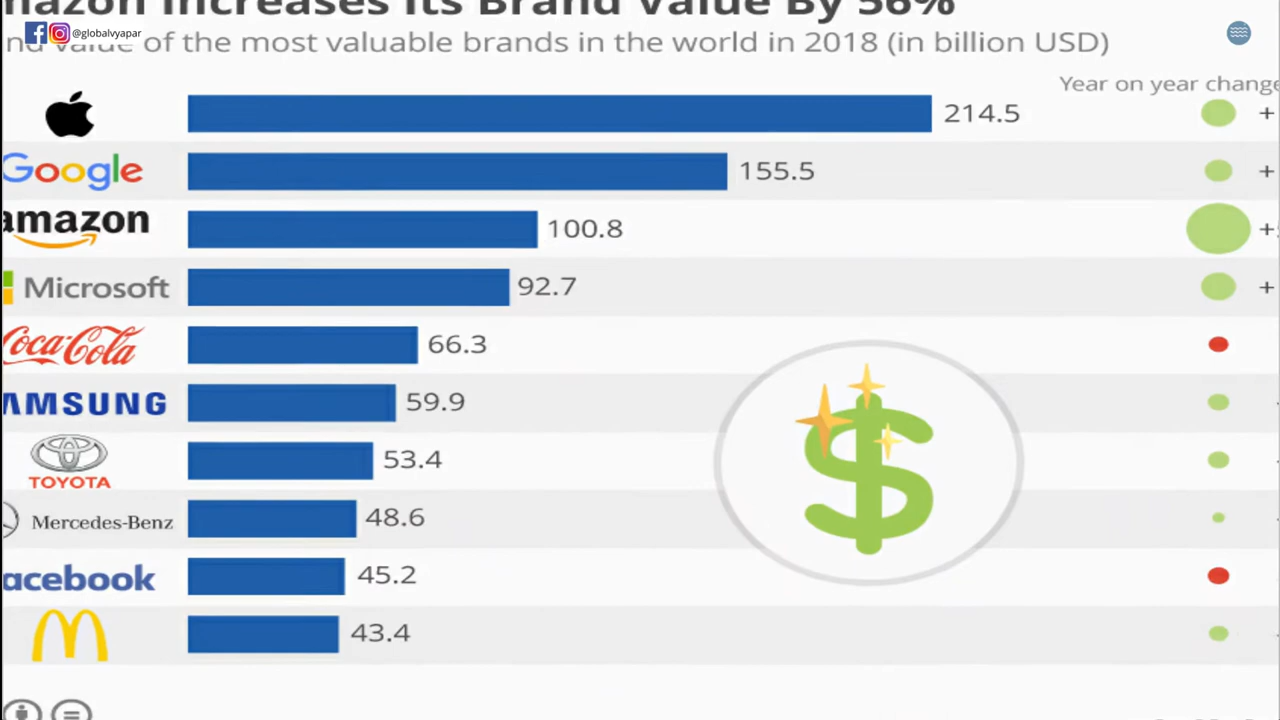 mazon Increases Its Brand Value By 56%
@globalvyapar
nd value of the most valuable brands in the world in 2018 (in billion USD)
Year on year change
214.5 +
Google 155.5 +
amazon 100.8 +
Microsoft 92.7 +
Coca-Cola 66.3
AMSUNG 59.9
TOYOTA 53.4
Mercedes-Benz 48.6
acebook 45.2
43.4